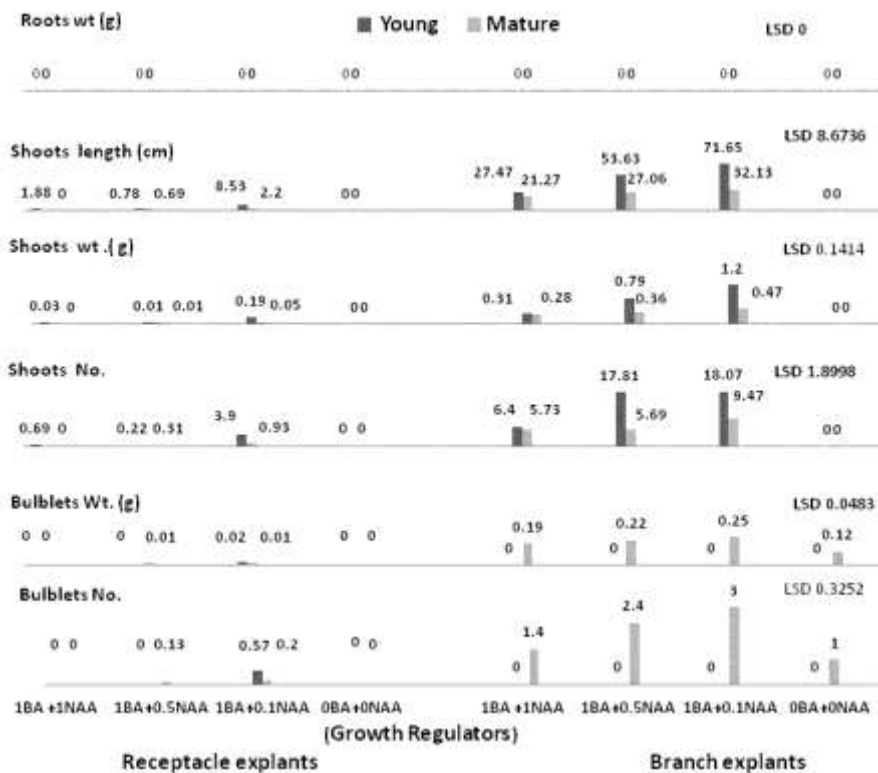 Roots wt (g) Young Mature LSD 0
00 00 00 00 00 00 00 00
Shoots length (cm) LSD 8.6736
1.88 0 0.78 0.69 8.53 2.2 00 27.47 21.27 53.63 27.06 71.65 32.13 00
Shoots wt .(g) LSD 0.1414
0.03 0 0.01 0.01 0.19 0.05 00 0.31 0.28 0.79 0.36 1.2 0.47 00
Shoots No. LSD 1.8998
0.69 0 0.22 0.31 3.9 0.93 0 0 6.4 5.73 17.81 5.69 18.07 9.47 00
Bulblets Wt. (g) LSD 0.0483
0 0 0 0.01 0.02 0.01 0 0 0 0.19 0 0.22 0 0.25 0 0.12
Bulblets No. LSD 0.3252
0 0 0 0.13 0.57 0.2 0 0 0 1.4 0 2.4 0 3 0 1
1BA+1NAA 1BA+0.5NAA 1BA+0.1NAA 0BA+0NAA 1BA+1NAA 1BA+0.5NAA 1BA+0.1NAA 0BA+0NAA
(Growth Regulators)
Receptacle explants Branch explants